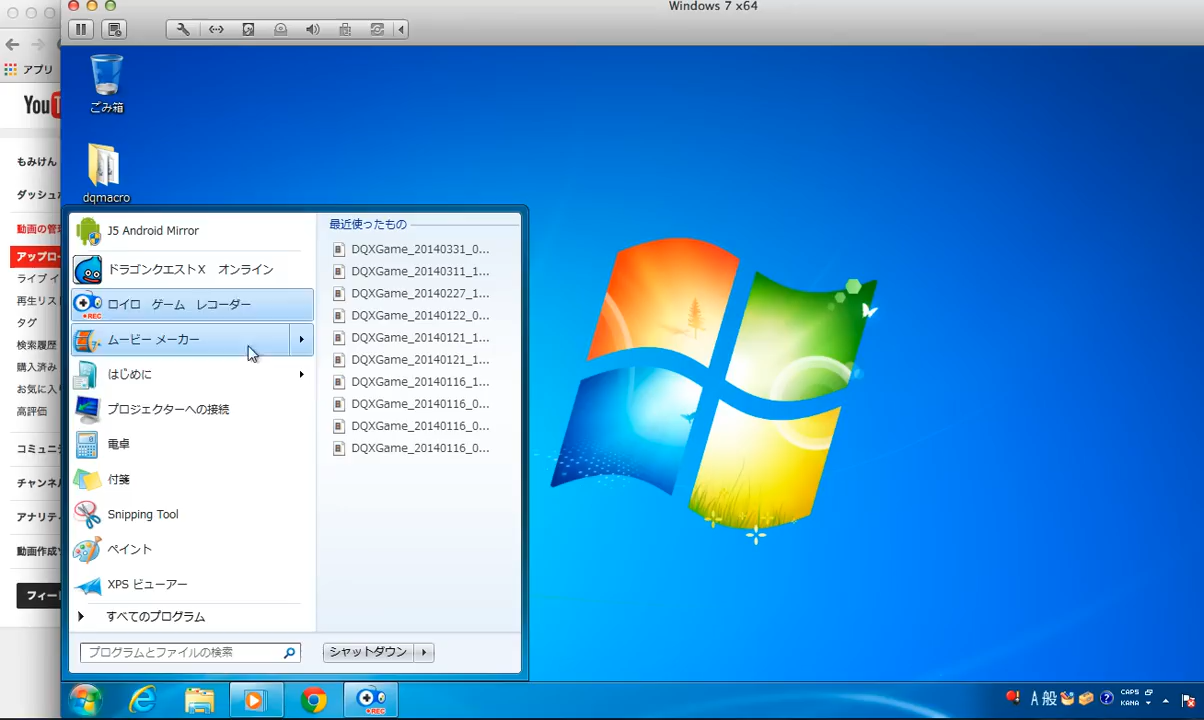 Windows 7 x64
アプリ
You
もみけん
ダッシュ
動画の管
アップロー
ライブイ
再生リス
タグ
検索履歴
購入済み
お気に入
高評価
コミュニ
チャンネ
アナリテ
動画作成
フィー
ごみ箱
dqmacro
J5 Android Mirror
ドラゴンクエストX オンライン
ロイロ ゲーム レコーダー
ムービー メーカー
はじめに
プロジェクターへの接続
電卓
付箋
Snipping Tool
ペイント
XPS ビューアー
すべてのプログラム
プログラムとファイルの検索
最近使ったもの
DQXGame_20140331_0...
DQXGame_20140311_1...
DQXGame_20140227_1...
DQXGame_20140122_0...
DQXGame_20140121_1...
DQXGame_20140121_1...
DQXGame_20140116_1...
DQXGame_20140116_0...
DQXGame_20140116_0...
DQXGame_20140116_0...
シャットダウン
REC
A 般
CAPS
KANA